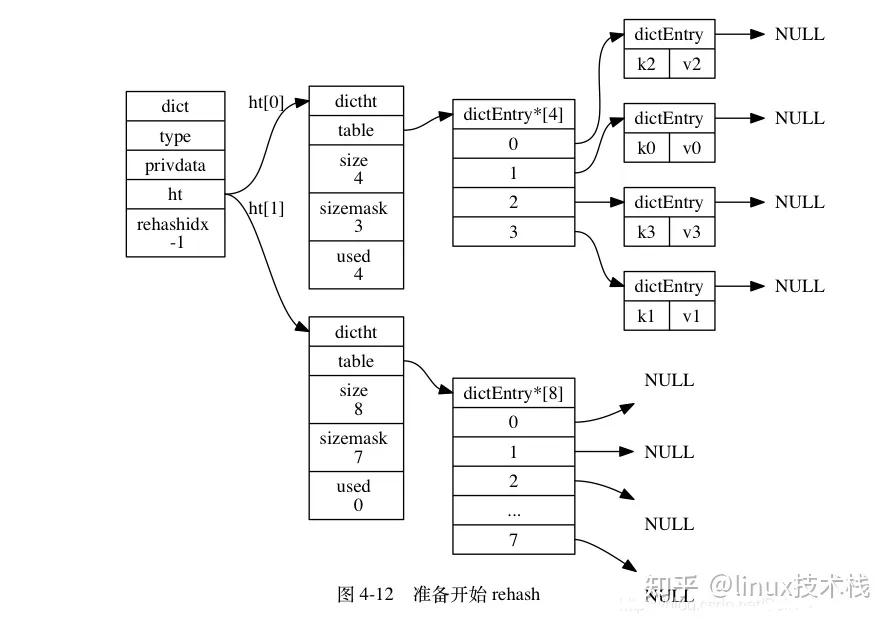 dict
type
privdata
ht
rehashidx
-1
ht[0]
ht[1]
dictht
table
size
4
sizemask
3
used
4
dictEntry*[4]
0
1
2
3
dictEntry
k2 v2
NULL
dictEntry
k0 v0
NULL
dictEntry
k3 v3
NULL
dictEntry
k1 v1
NULL
dictht
table
size
8
sizemask
7
used
0
dictEntry*[8]
0
1
2
...
7
NULL
NULL
NULL
NULL
图 4-12 准备开始 rehash
知乎 @linux技术栈